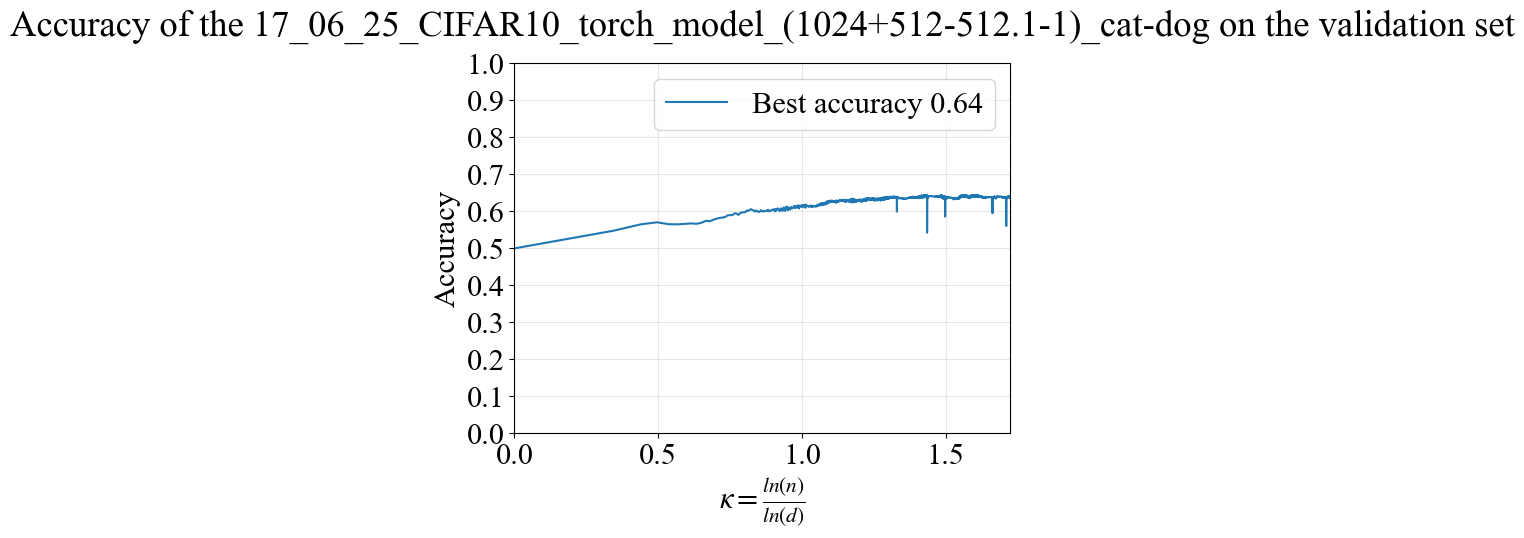 Accuracy of the 17_06_25_CIFAR10_torch_model_(1024+512-512.1-1)_cat-dog on the validation set
1.0
0.9
0.8
0.7
0.6
0.5
0.4
0.3
0.2
0.1
0.0
Accuracy
Best accuracy 0.64
0.0 0.5 1.0 1.5
κ = ln(n) / ln(d)